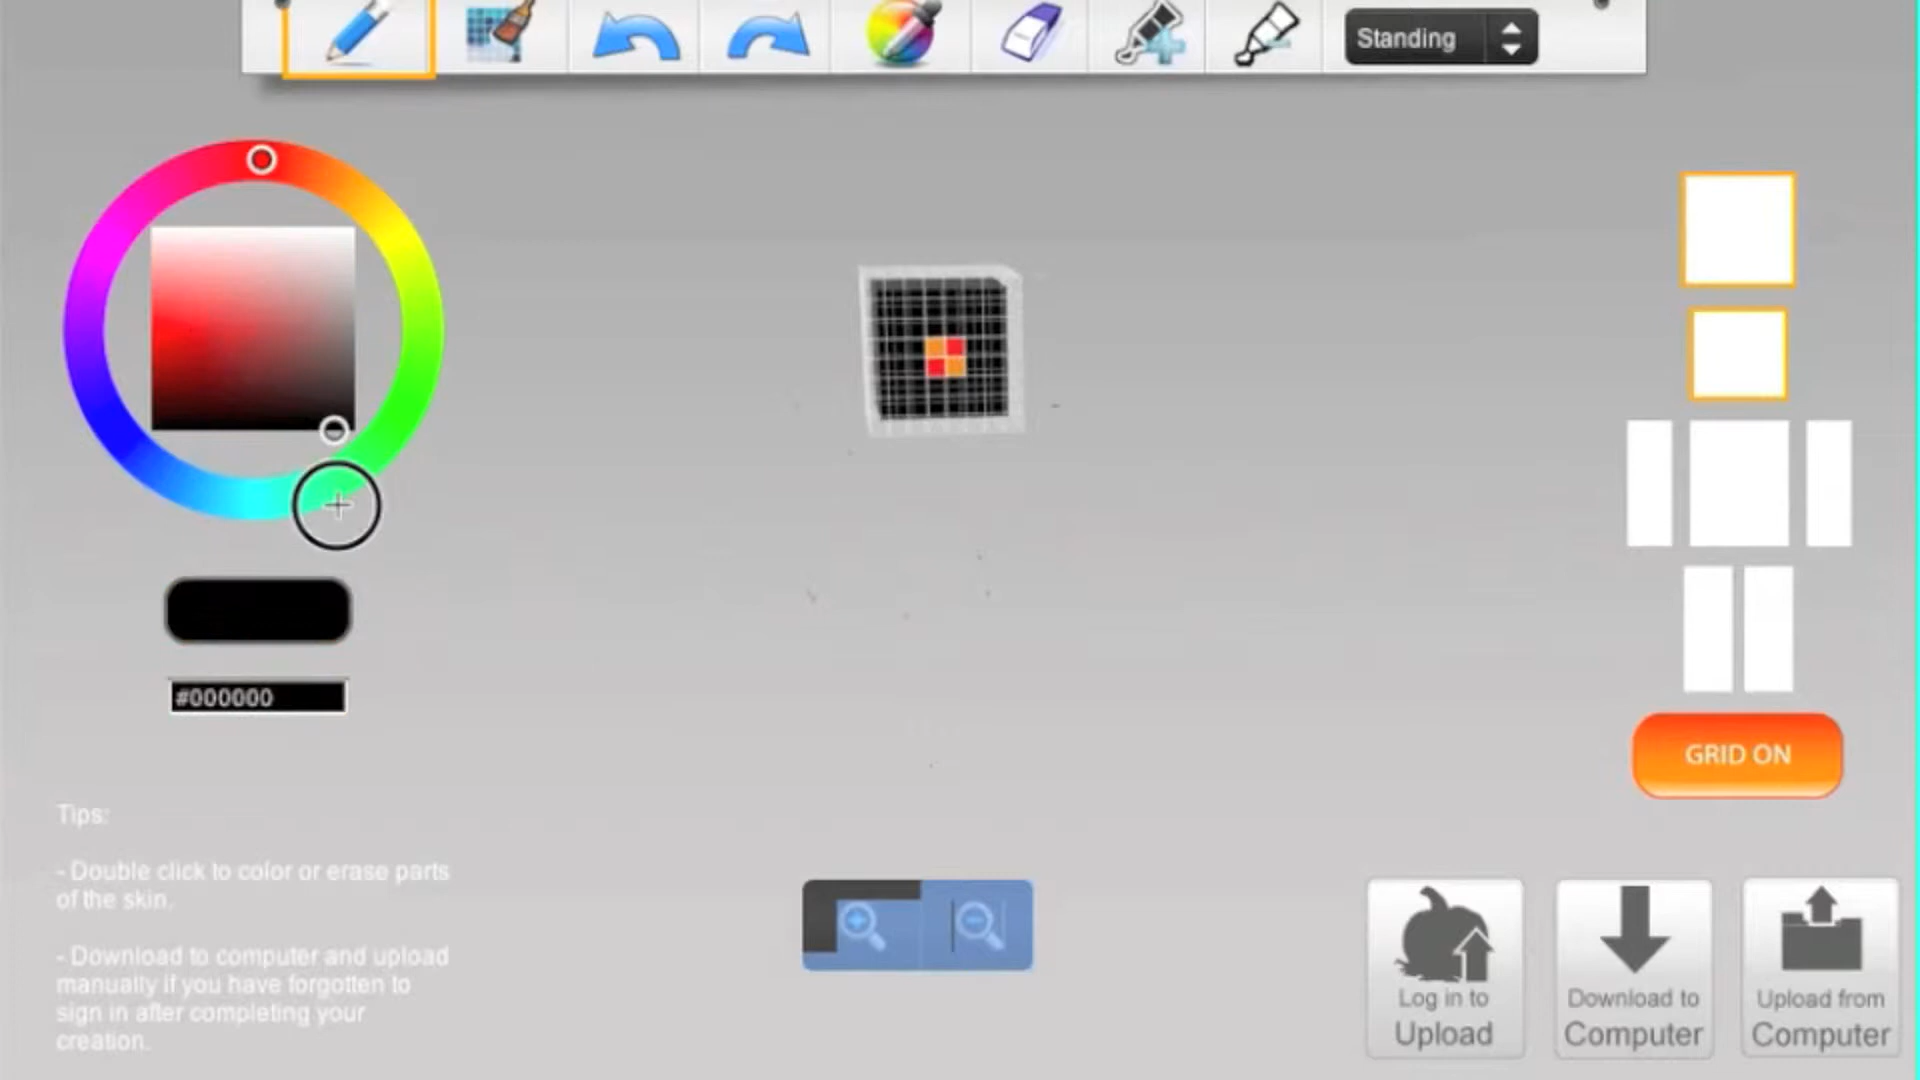 Standing
#000000
GRID ON
Tips:
- Double click to color or erase parts
of the skin.
- Download to computer and upload
manually if you have forgotten to
sign in after completing your
creation.
Log in to
Upload
Download to
Computer
Upload from
Computer